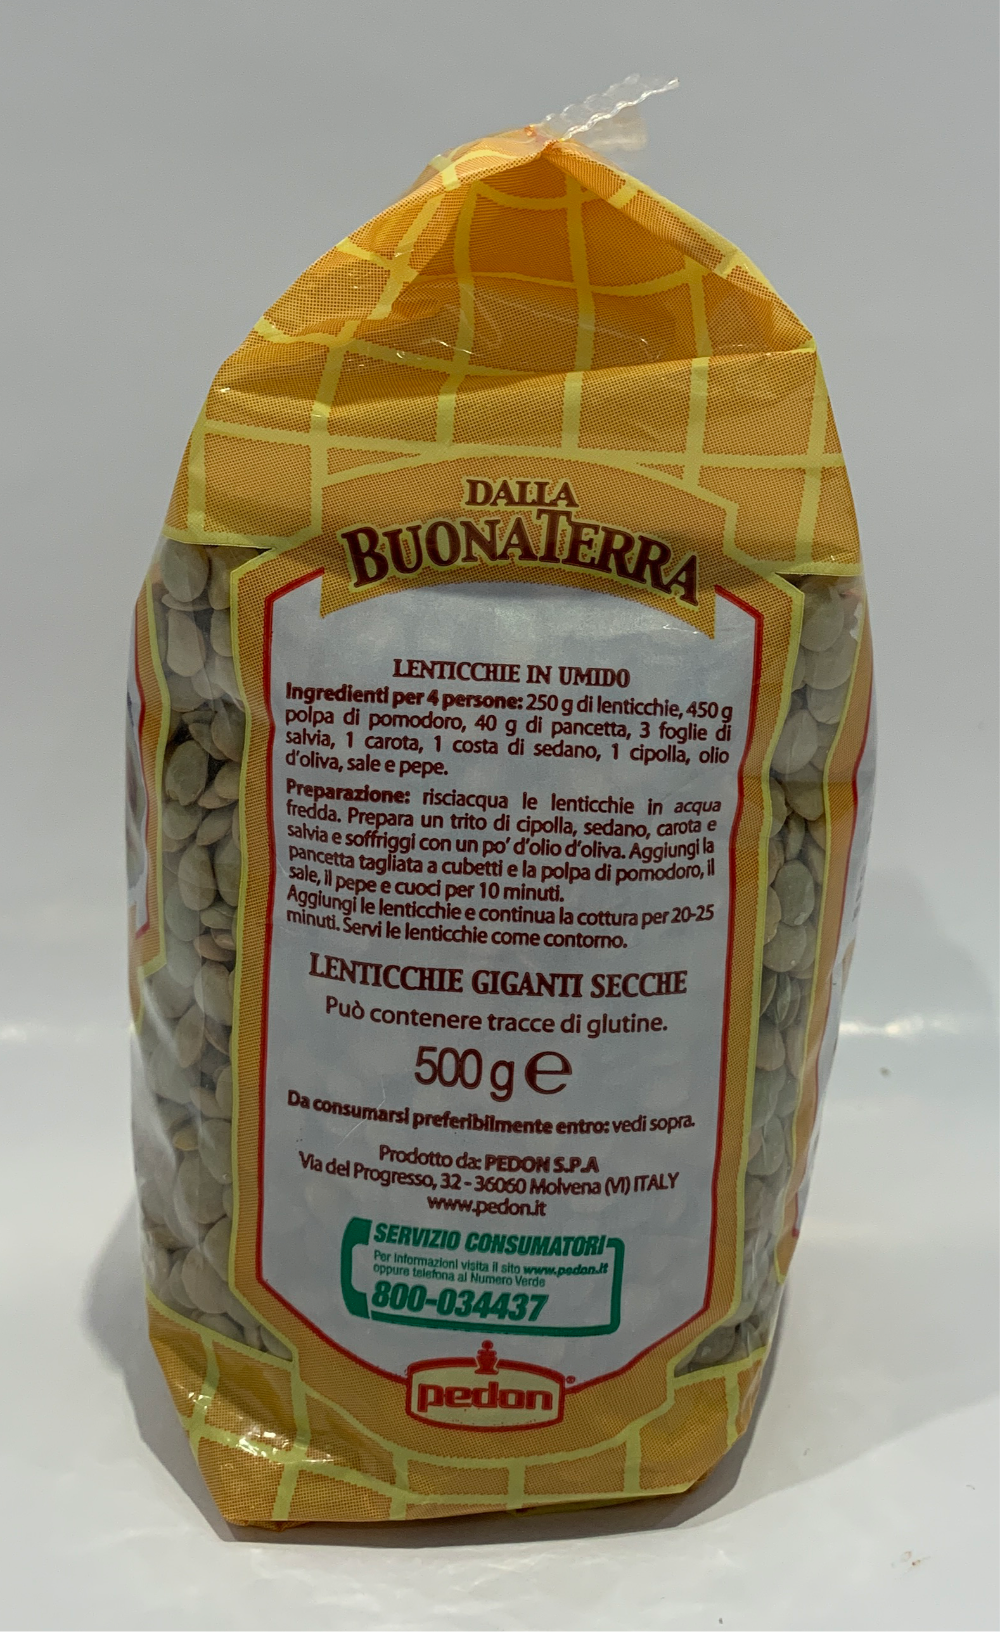 DALLA
BUONATERRA
LENTICCHIE IN UMIDO
Ingredienti per 4 persone: 250 g di lenticchie, 450 g
polpa di pomodoro, 40 g di pancetta, 3 foglie di
salvia, 1 carota, 1 costa di sedano, 1 cipolla, olio
d'oliva, sale e pepe.
Preparazione: risciacqua le lenticchie in acqua
fredda. Prepara un trito di cipolla, sedano, carota e
salvia e soffriggi con un po' d'olio d'oliva. Aggiungi la
pancetta tagliata a cubetti e la polpa di pomodoro, il
sale, il pepe e cuoci per 10 minuti.
Aggiungi le lenticchie e continua la cottura per 20-25
minuti. Servi le lenticchie come contorno.
LENTICCHIE GIGANTI SECCHE
Può contenere tracce di glutine.
500 g e
Da consumarsi preferibilmente entro: vedi sopra.
Prodotto da: PEDON S.P.A
Via del Progresso, 32 - 36060 Molvena (VI) ITALY
www.pedon.it
SERVIZIO CONSUMATORI
Per informazioni visita il sito www.pedon.it
oppure telefona al Numero Verde
800-034437
pedon®